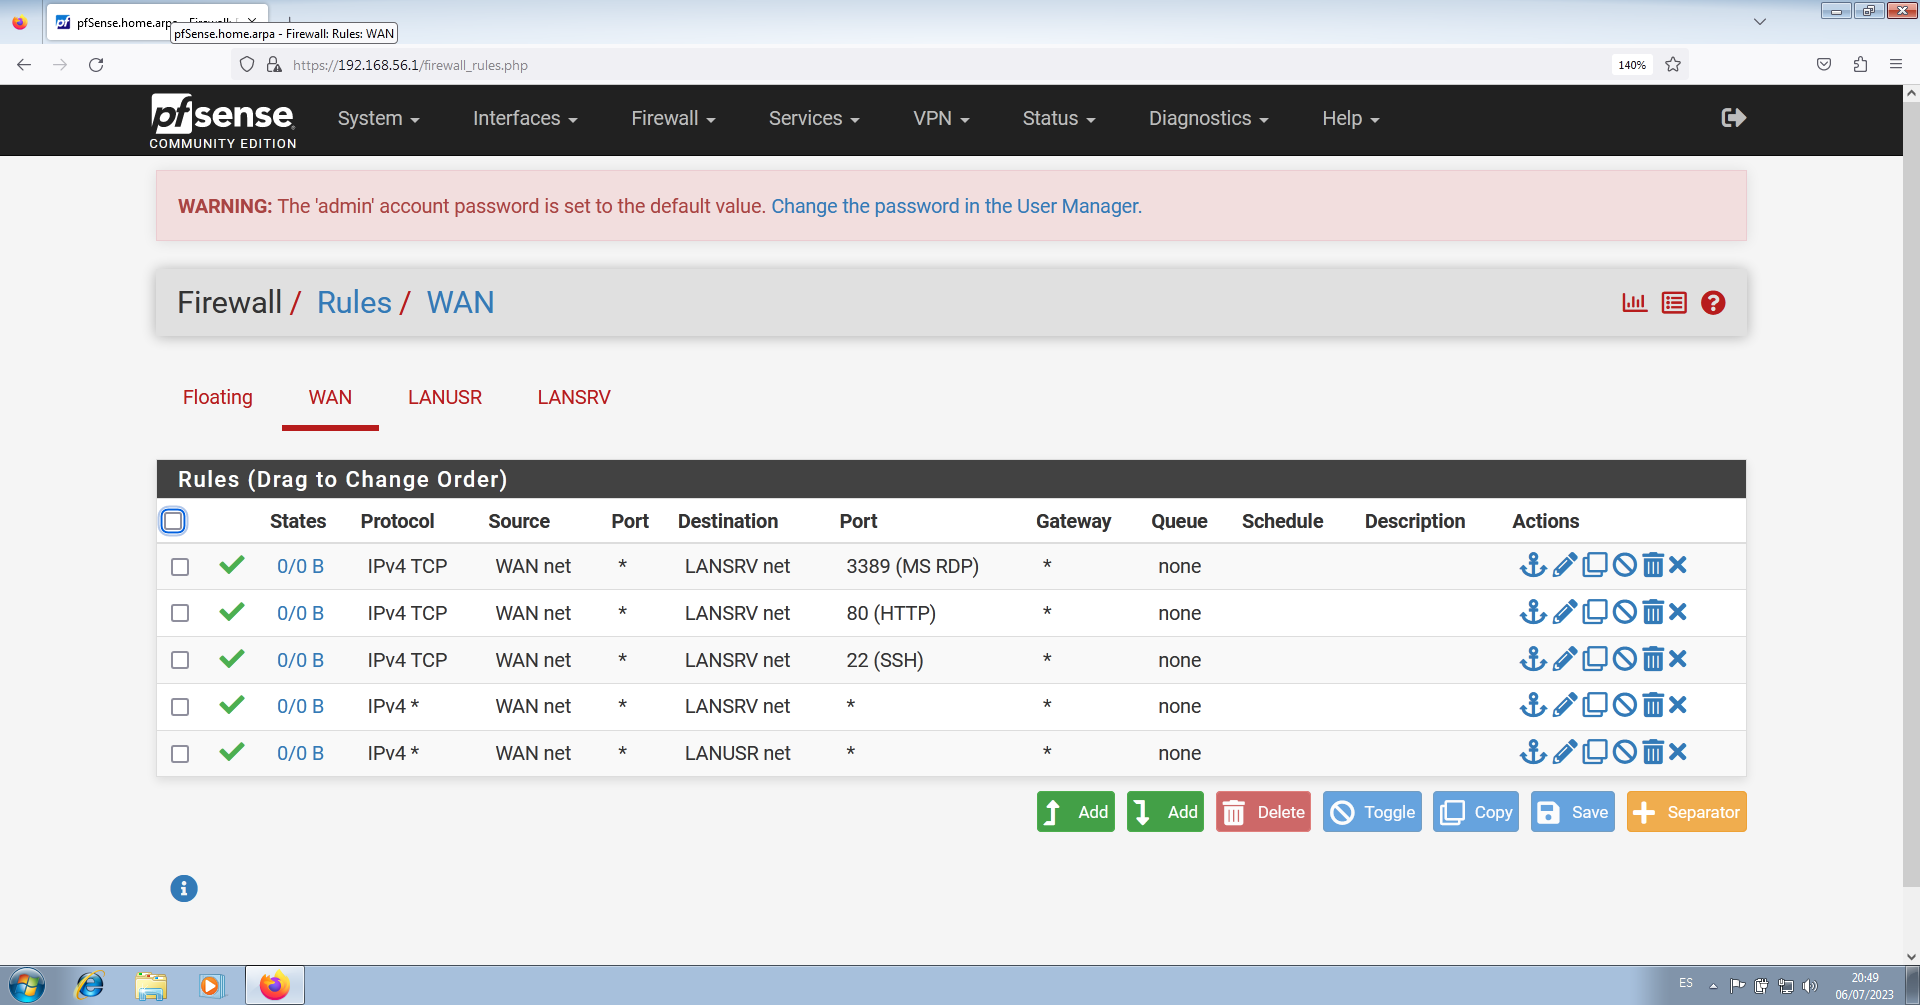 pfSense.home.arpa - Firewall:
pfSense.home.arpa - Firewall: Rules: WAN
https://192.168.56.1/firewall_rules.php
140%
pfsense
COMMUNITY EDITION
System
Interfaces
Firewall
Services
VPN
Status
Diagnostics
Help
WARNING: The 'admin' account password is set to the default value. Change the password in the User Manager.
Firewall / Rules / WAN
Floating
WAN
LANUSR
LANSRV
Rules (Drag to Change Order)
States Protocol Source Port Destination Port Gateway Queue Schedule Description Actions
0/0 B IPv4 TCP WAN net * LANSRV net 3389 (MS RDP) * none
0/0 B IPv4 TCP WAN net * LANSRV net 80 (HTTP) * none
0/0 B IPv4 TCP WAN net * LANSRV net 22 (SSH) * none
0/0 B IPv4 * WAN net * LANSRV net * * none
0/0 B IPv4 * WAN net * LANUSR net * * none
Add
Add
Delete
Toggle
Copy
Save
Separator
ES
20:49
06/07/2023